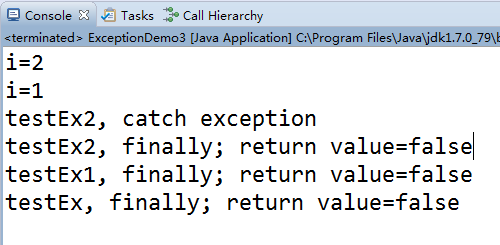 Console Tasks Call Hierarchy
<terminated> ExceptionDemo3 [Java Application] C:\Program Files\Java\jdk1.7.0_79\b
i=2
i=1
testEx2, catch exception
testEx2, finally; return value=false
testEx1, finally; return value=false
testEx, finally; return value=false